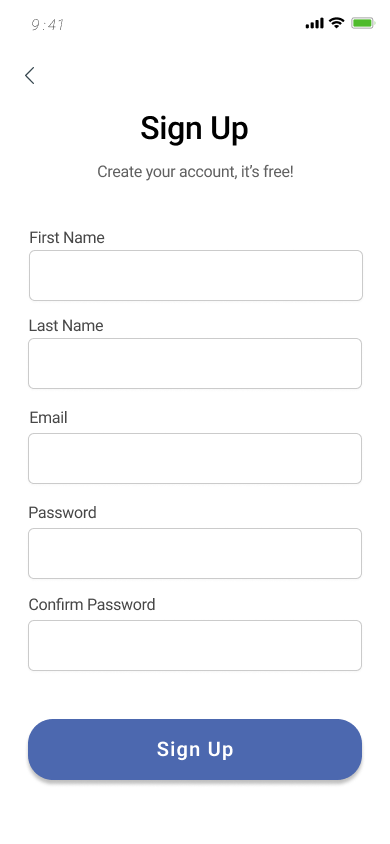 9:41
Sign Up
Create your account, it's free!
First Name
Last Name
Email
Password
Confirm Password
Sign Up